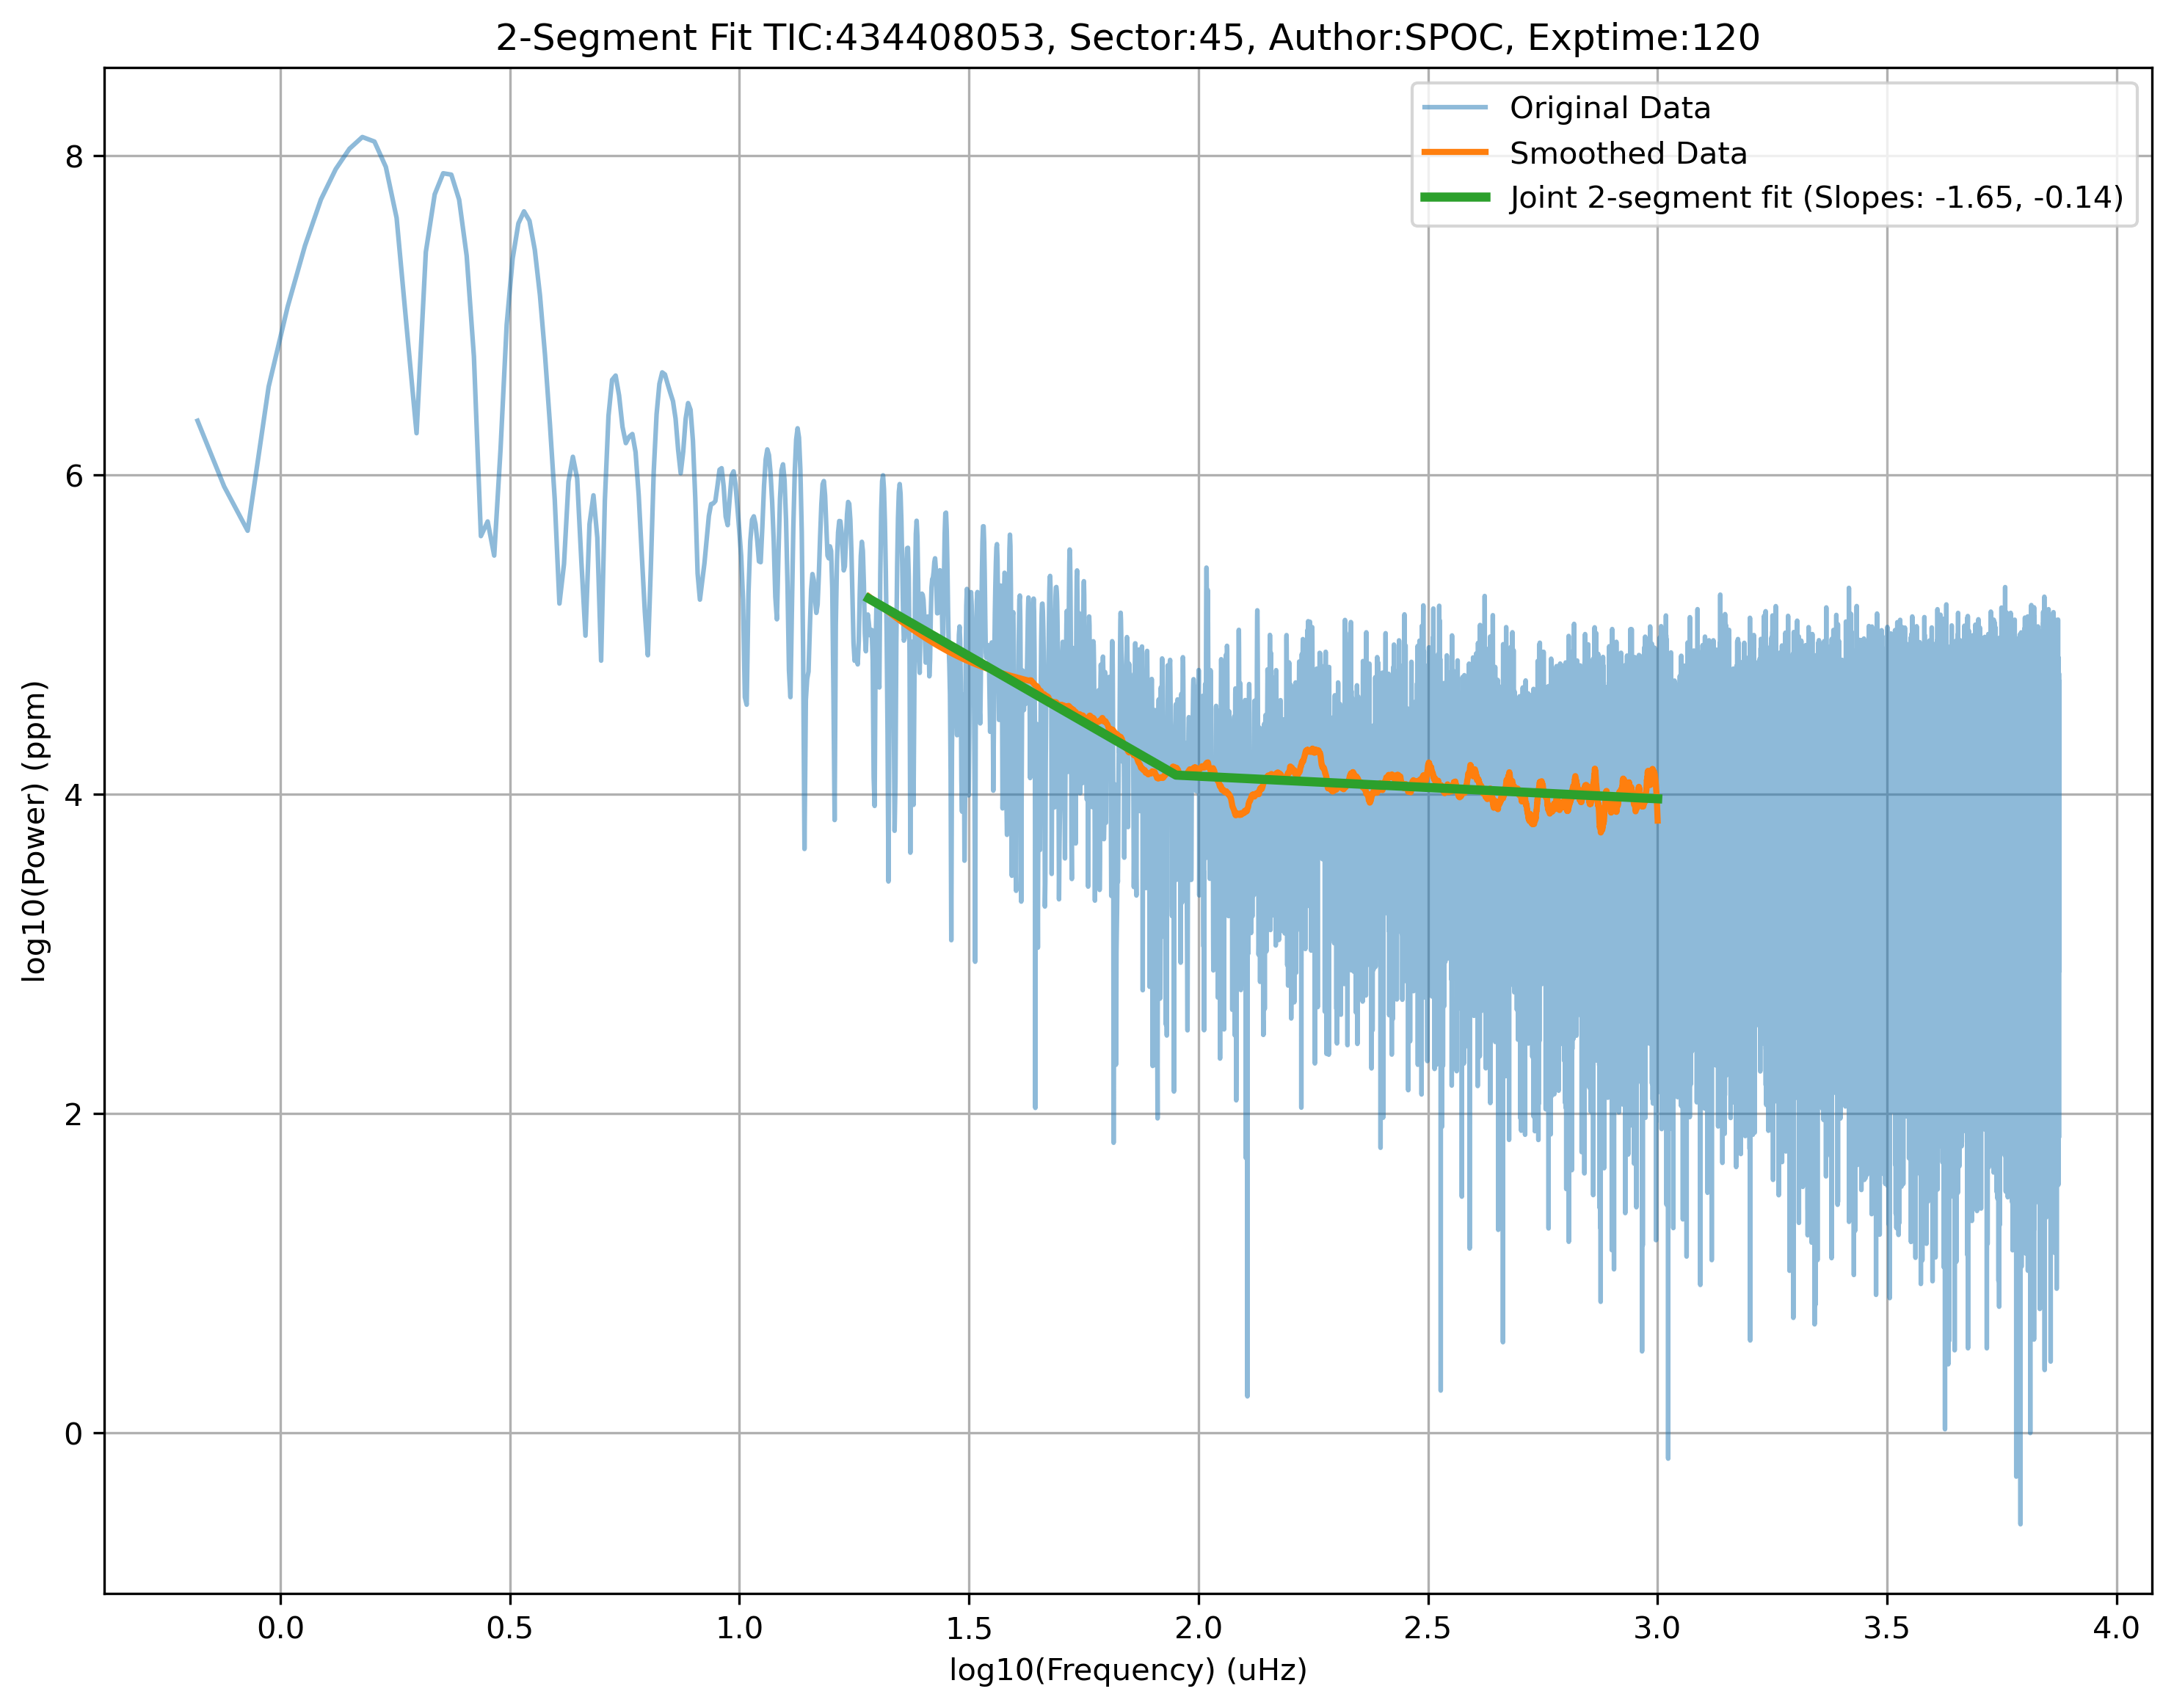 2-Segment Fit TIC:434408053, Sector:45, Author:SPOC, Exptime:120
Original Data
Smoothed Data
Joint 2-segment fit (Slopes: -1.65, -0.14)
log10(Power) (ppm)
8
6
4
2
0
0.0 0.5 1.0 1.5 2.0 2.5 3.0 3.5 4.0
log10(Frequency) (uHz)